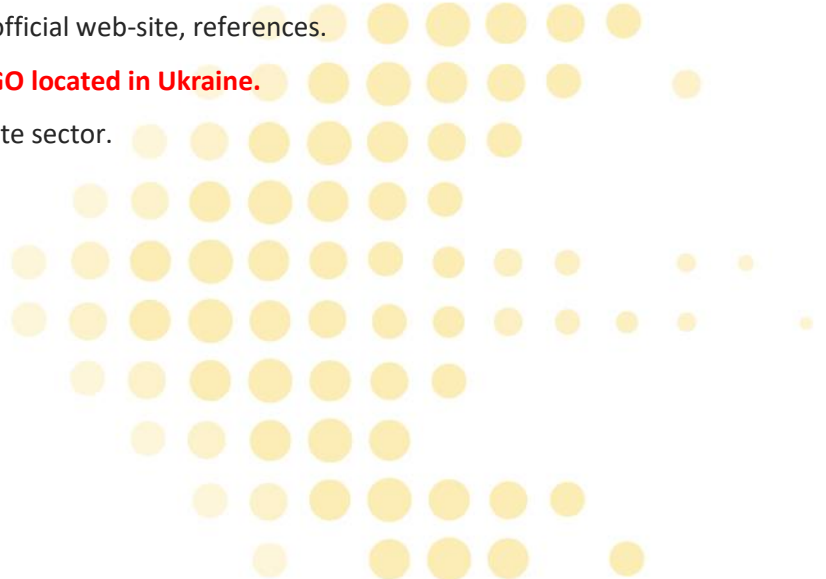 official web-site, references.
GO located in Ukraine.
te sector.